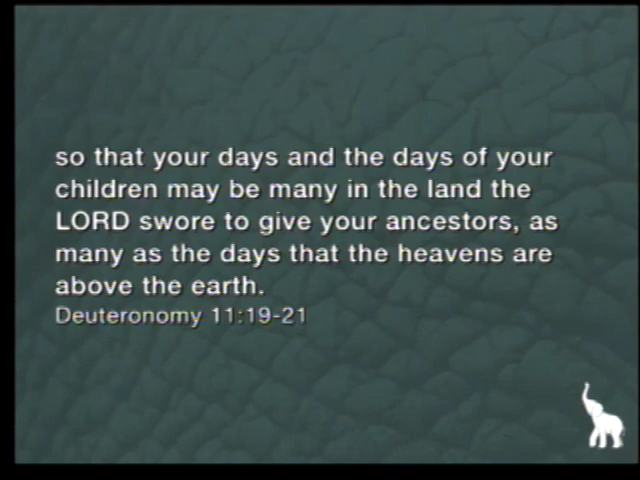 so that your days and the days of your
children may be many in the land the
LORD swore to give your ancestors, as
many as the days that the heavens are
above the earth.
Deuteronomy 11:19-21